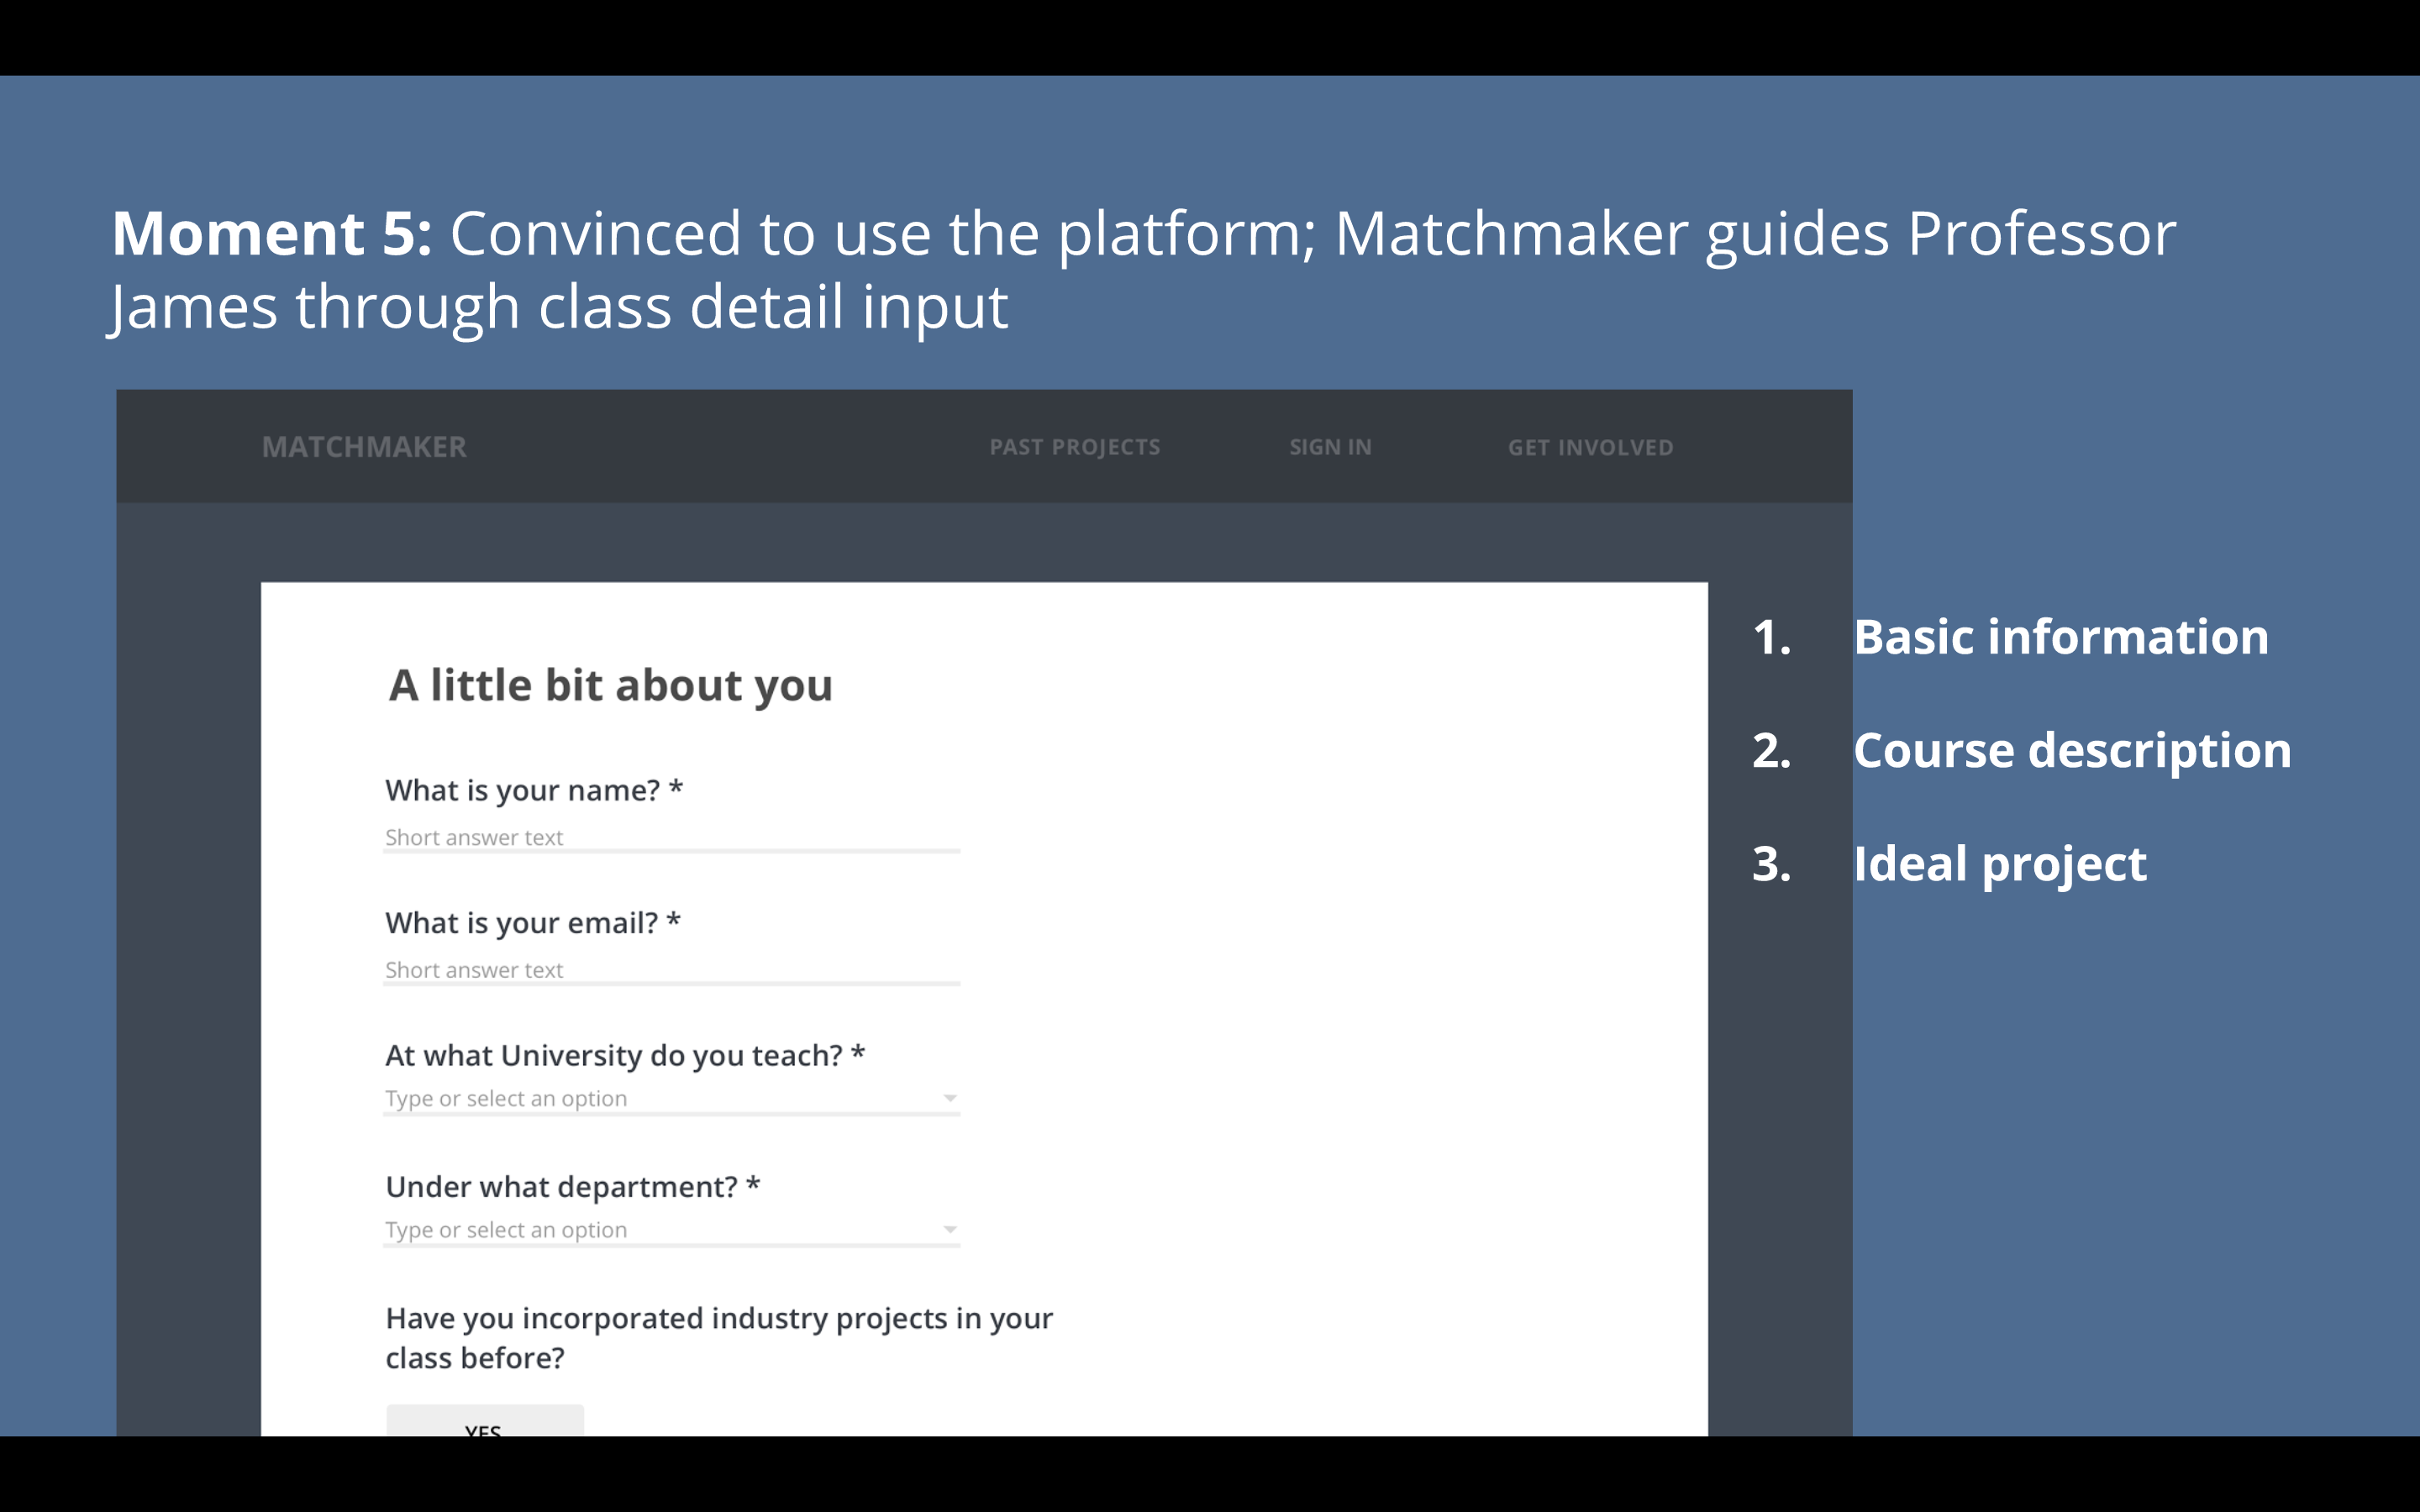 Moment 5: Convinced to use the platform; Matchmaker guides Professor
James through class detail input
MATCHMAKER
PAST PROJECTS
SIGN IN
GET INVOLVED
A little bit about you
What is your name? *
Short answer text
What is your email? *
Short answer text
At what University do you teach? *
Type or select an option
Under what department? *
Type or select an option
Have you incorporated industry projects in your
class before?
YES
1. Basic information
2. Course description
3. Ideal project